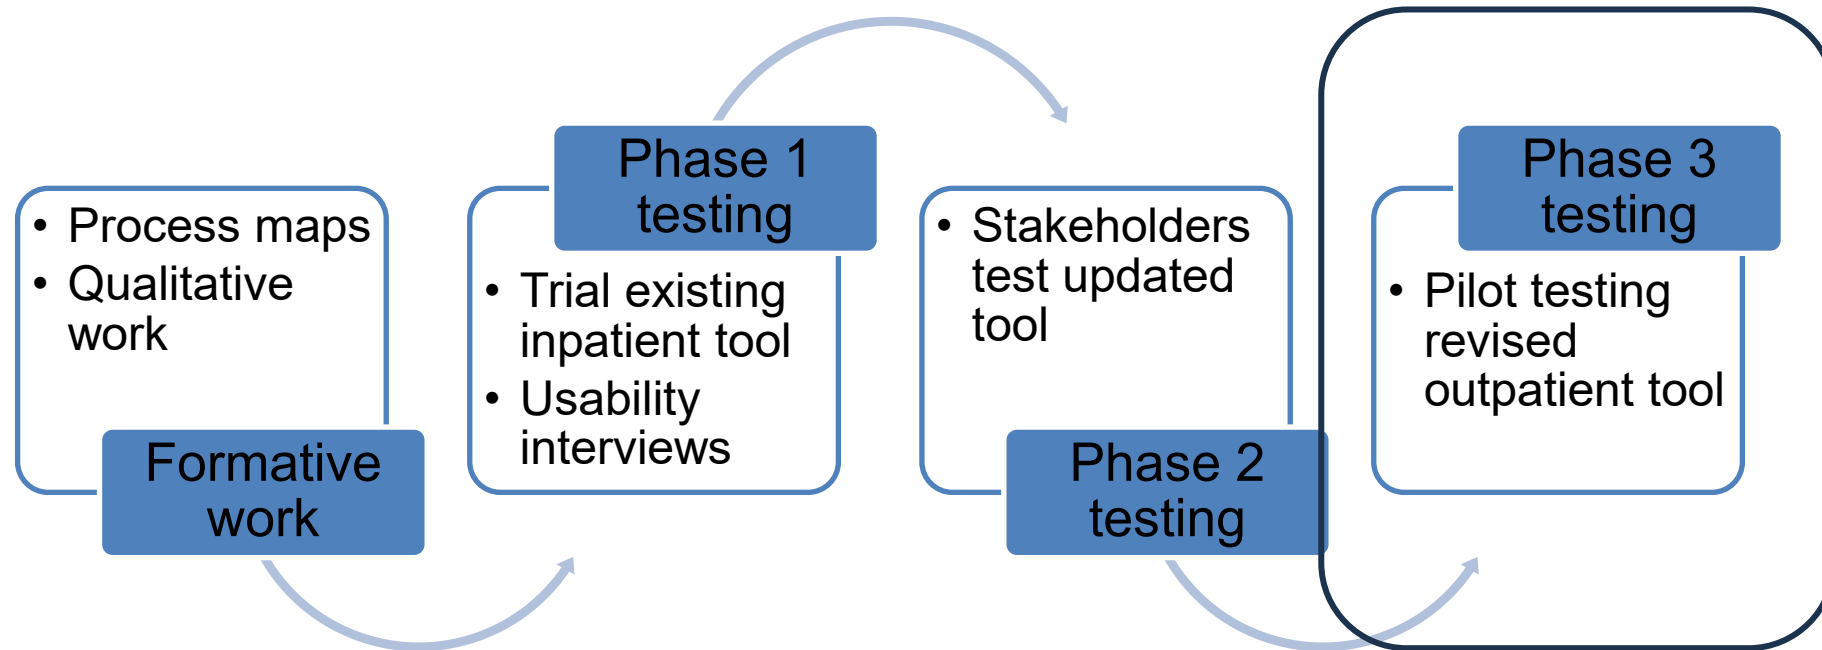 • Process maps
• Qualitative
work
Formative
work
Phase 1
testing
• Trial existing
inpatient tool
• Usability
interviews
• Stakeholders
test updated
tool
Phase 2
testing
Phase 3
testing
• Pilot testing
revised
outpatient tool